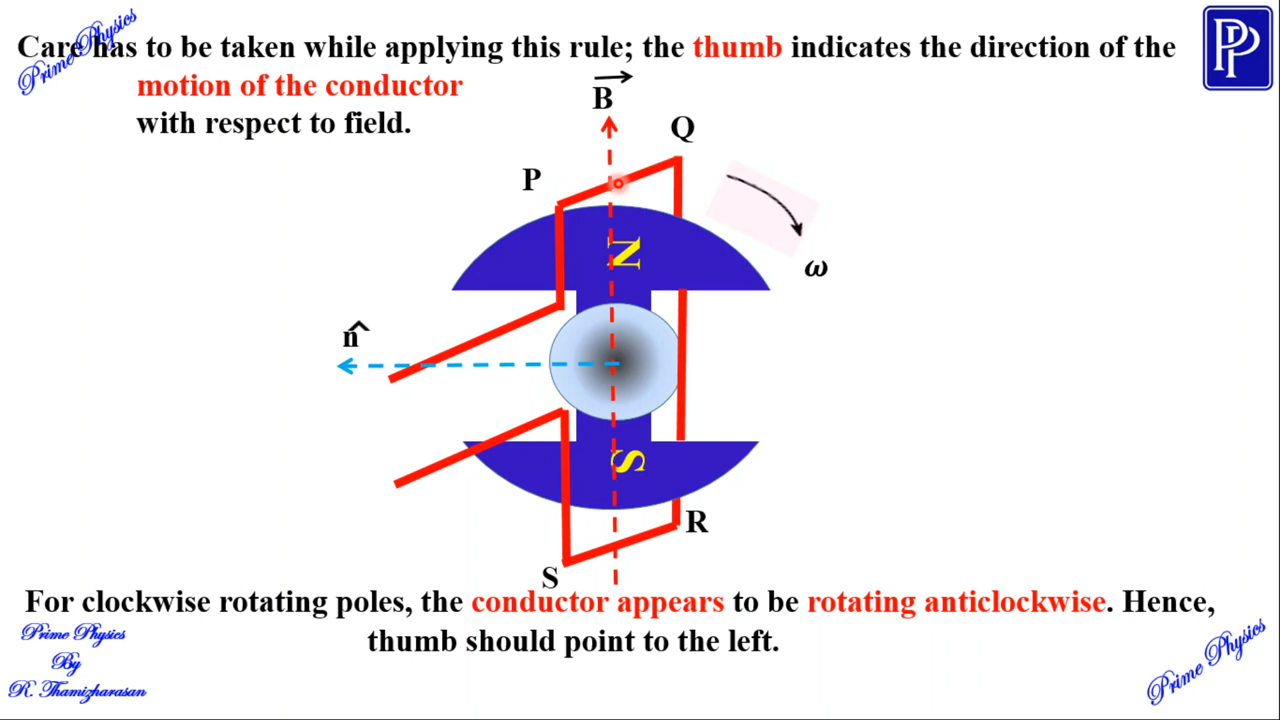 Prime Physics
PP
Care has to be taken while applying this rule; the thumb indicates the direction of the
motion of the conductor
with respect to field.
B
Q
P
N
ω
n̂
S
R
S
For clockwise rotating poles, the conductor appears to be rotating anticlockwise. Hence,
thumb should point to the left.
Prime Physics
By
R. Thamizharasan
Prime Physics